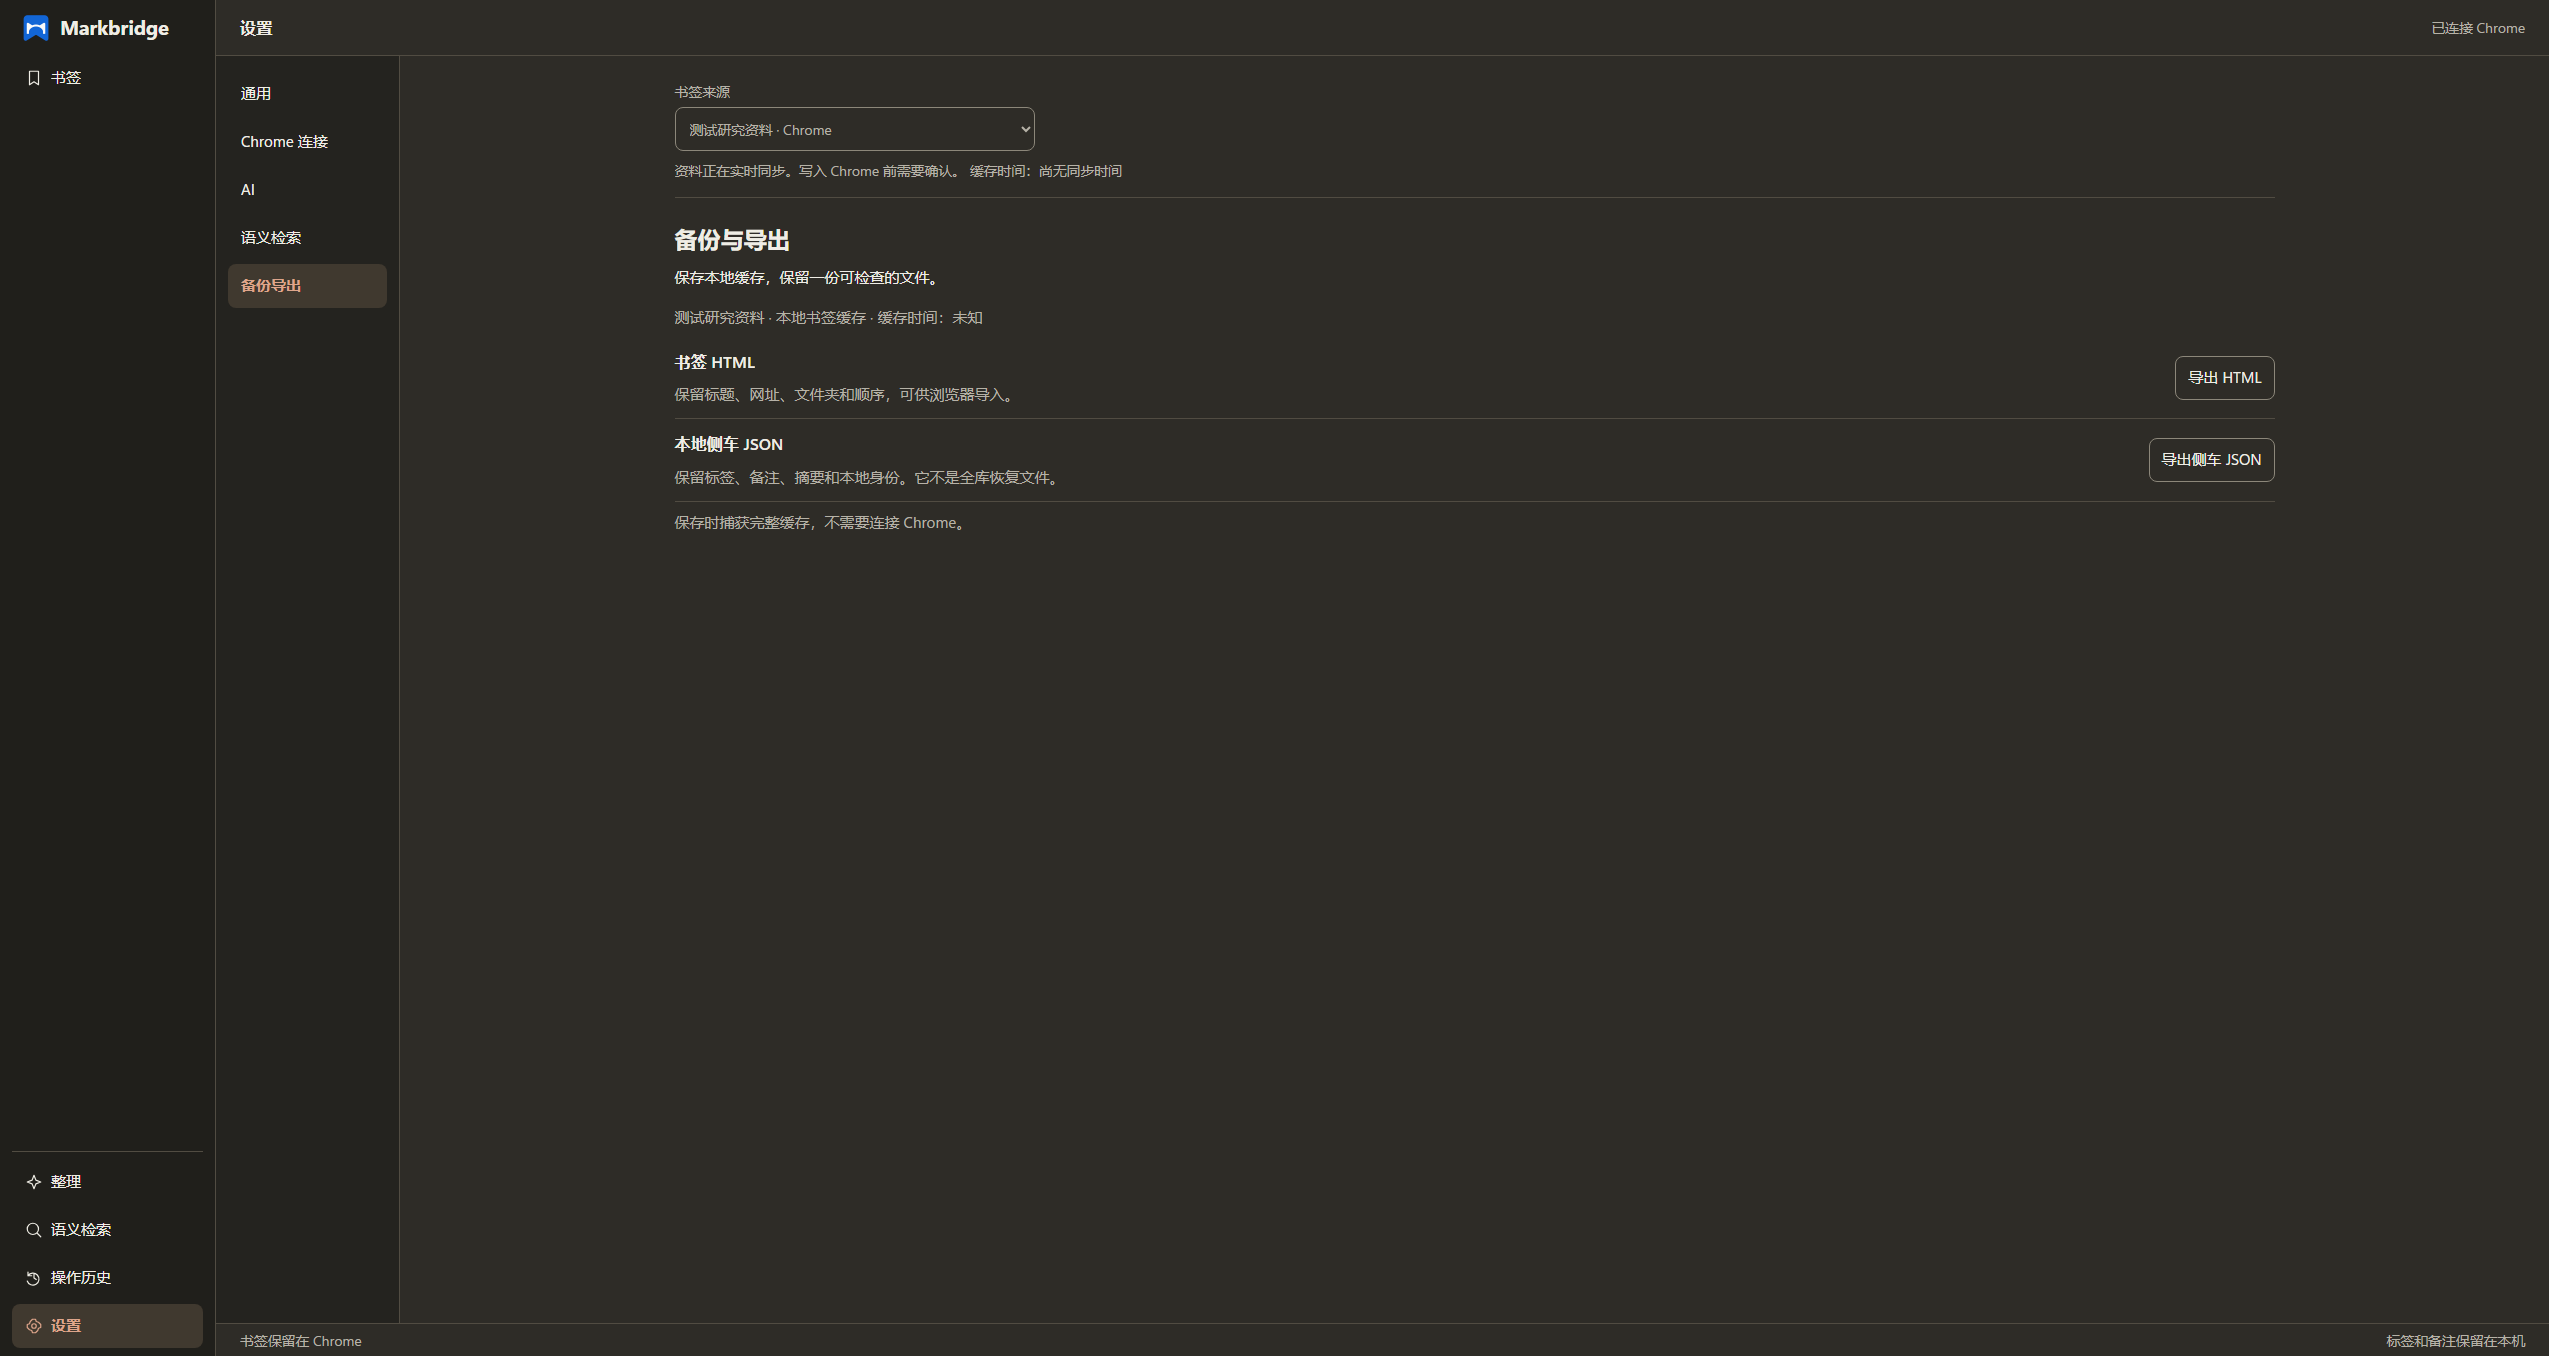 Markbridge
书签
整理
语义检索
操作历史
设置
设置
已连接 Chrome
通用
Chrome 连接
AI
语义检索
备份导出
书签来源
测试研究资料 · Chrome
资料正在实时同步。写入 Chrome 前需要确认。 缓存时间：尚无同步时间
备份与导出
保存本地缓存，保留一份可检查的文件。
测试研究资料 · 本地书签缓存 · 缓存时间：未知
书签 HTML
保留标题、网址、文件夹和顺序，可供浏览器导入。
导出 HTML
本地侧车 JSON
保留标签、备注、摘要和本地身份。它不是全库恢复文件。
导出侧车 JSON
保存时捕获完整缓存，不需要连接 Chrome。
书签保留在 Chrome
标签和备注保留在本机